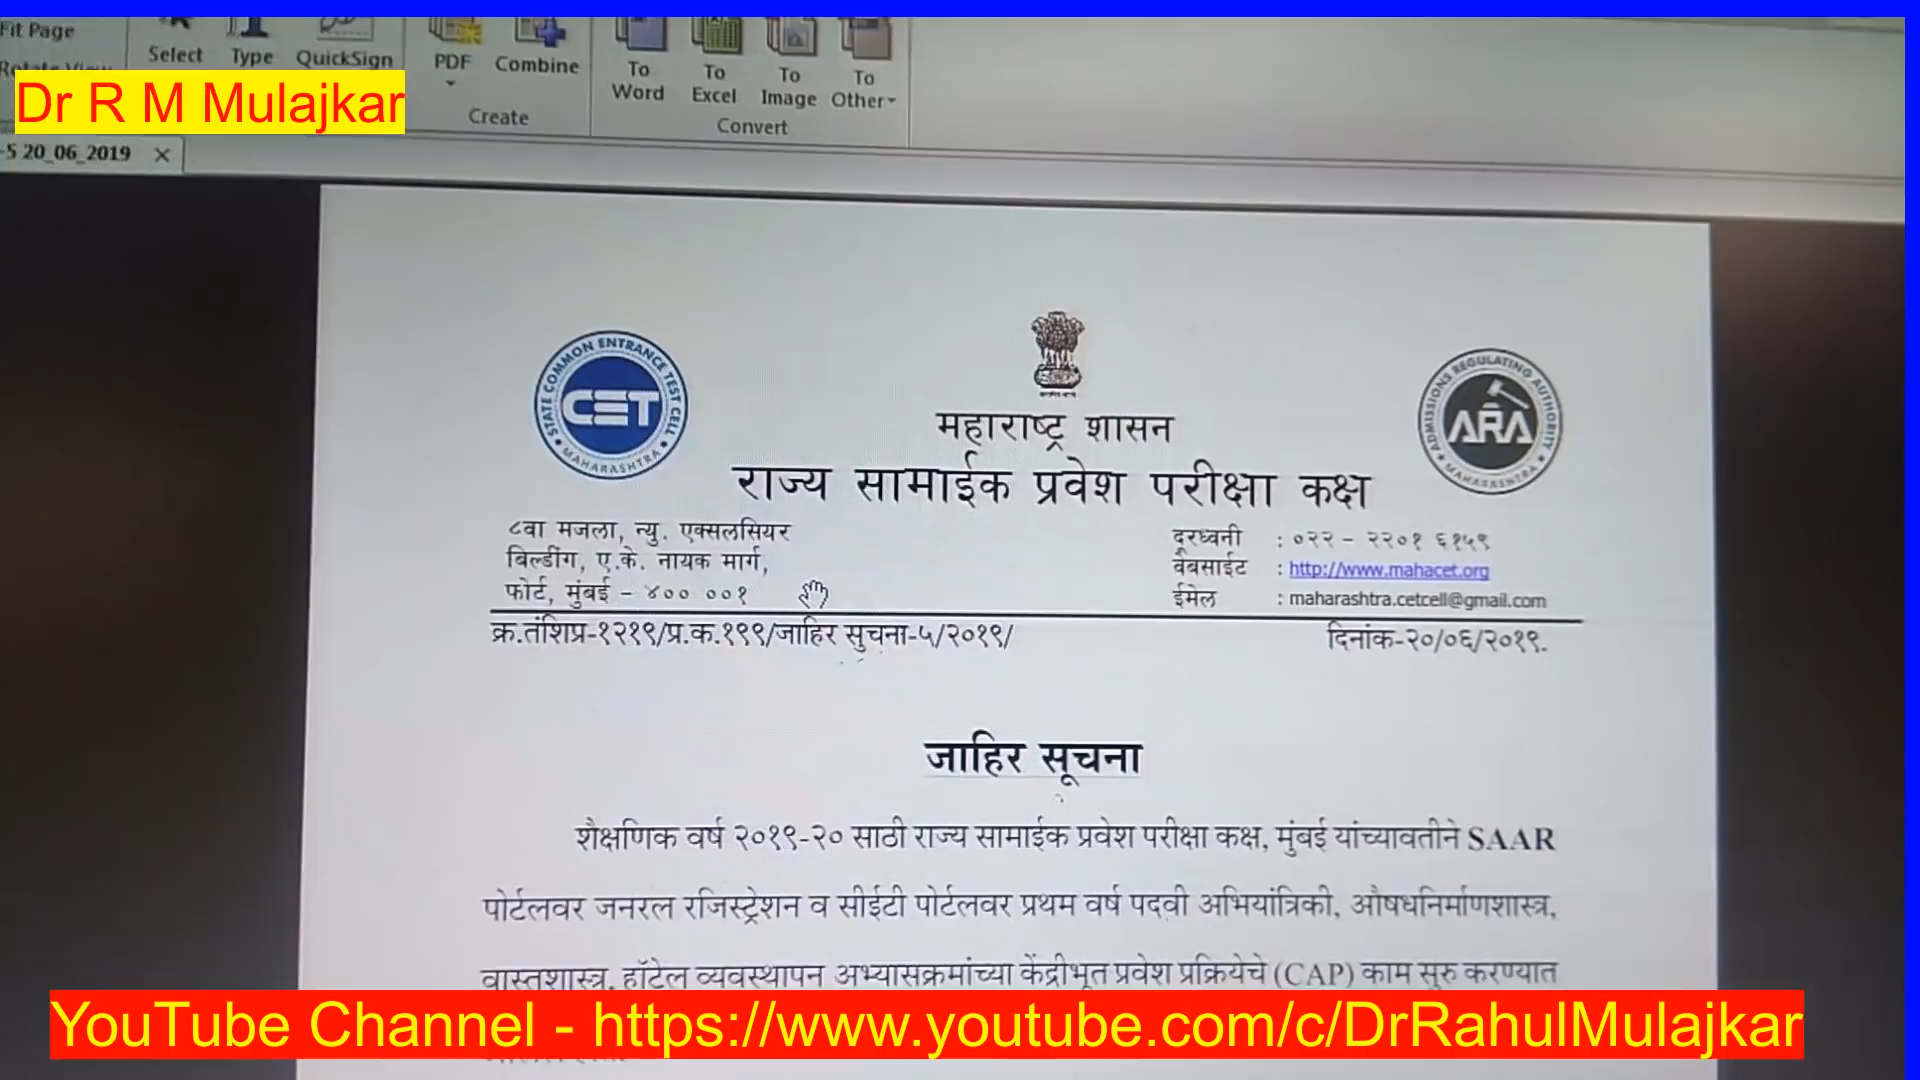 Fit Page
Select
Type
QuickSign
PDF
Combine
To Word
To Excel
To Image
To Other
Create
Convert
Dr R M Mulajkar
-5 20_06_2019
STATE COMMON ENTRANCE TEST CELL
CET
MAHARASHTRA
ADMISSIONS REGULATING AUTHORITY
ARA
MAHARASHTRA
महाराष्ट्र शासन
राज्य सामाईक प्रवेश परीक्षा कक्ष
८वा मजला, न्यु. एक्सलसियर
बिल्डींग, ए.के. नायक मार्ग,
फोर्ट, मुंबई – ४०० ००१
दूरध्वनी : ०२२ – २२०१ ६१५९
वेबसाईट : http://www.mahacet.org
ईमेल : maharashtra.cetcell@gmail.com
क्र.तंशिप्र-१२१९/प्र.क.१९९/जाहिर सुचना-५/२०१९/
दिनांक-२०/०६/२०१९.
जाहिर सूचना
शैक्षणिक वर्ष २०१९-२० साठी राज्य सामाईक प्रवेश परीक्षा कक्ष, मुंबई यांच्यावतीने SAAR
पोर्टलवर जनरल रजिस्ट्रेशन व सीईटी पोर्टलवर प्रथम वर्ष पदवी अभियांत्रिकी, औषधनिर्माणशास्त्र,
वास्तशास्त्र, हॉटेल व्यवस्थापन अभ्यासक्रमांच्या केंद्रीभूत प्रवेश प्रक्रियेचे (CAP) काम सुरु करण्यात
YouTube Channel - https://www.youtube.com/c/DrRahulMulajkar